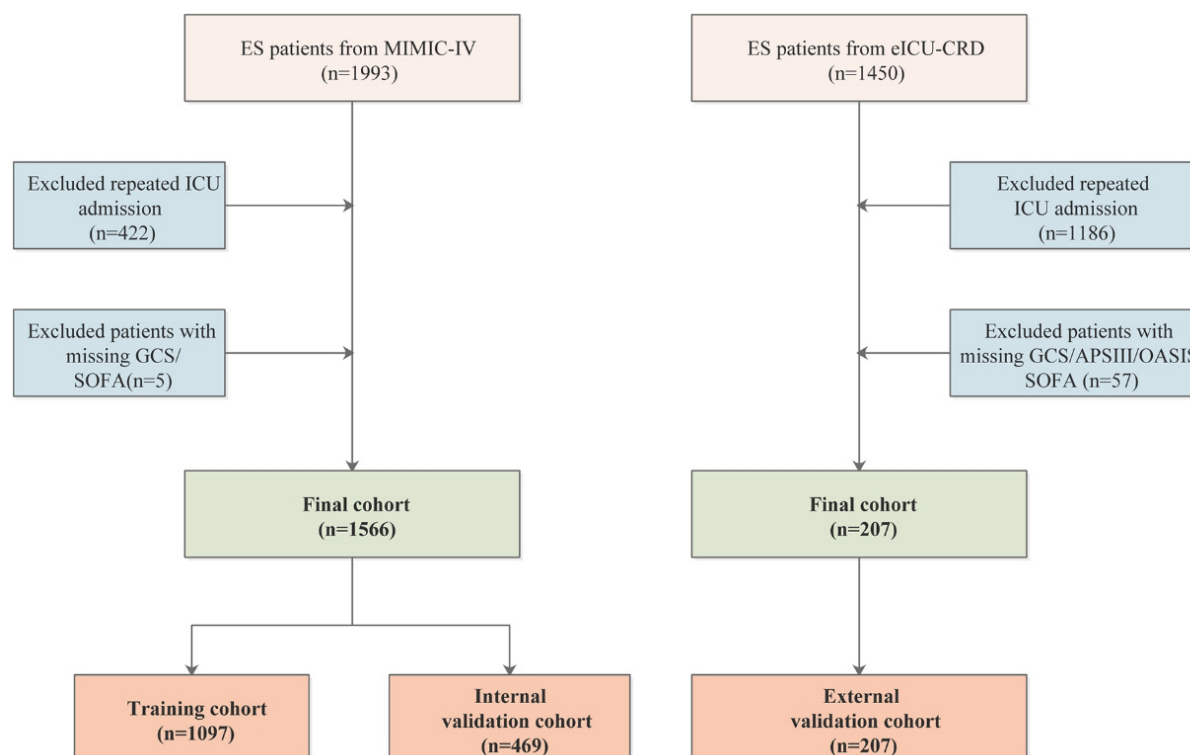 ES patients from MIMIC-IV
(n=1993)
ES patients from eICU-CRD
(n=1450)
Excluded repeated ICU
admission
(n=422)
Excluded repeated
ICU admission
(n=1186)
Excluded patients with
missing GCS/
SOFA(n=5)
Excluded patients with
missing GCS/APSIII/OASIS
SOFA (n=57)
Final cohort
(n=1566)
Final cohort
(n=207)
Training cohort
(n=1097)
Internal
validation cohort
(n=469)
External
validation cohort
(n=207)